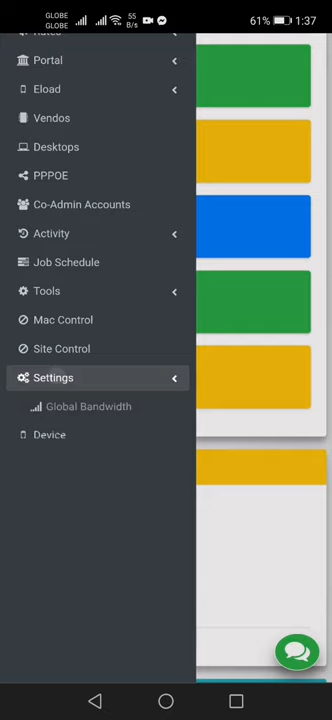 GLOBE
GLOBE
55
B/s
61%
1:37
Rates
Portal
Eload
Vendos
Desktops
PPPOE
Co-Admin Accounts
Activity
Job Schedule
Tools
Mac Control
Site Control
Settings
Global Bandwidth
Device